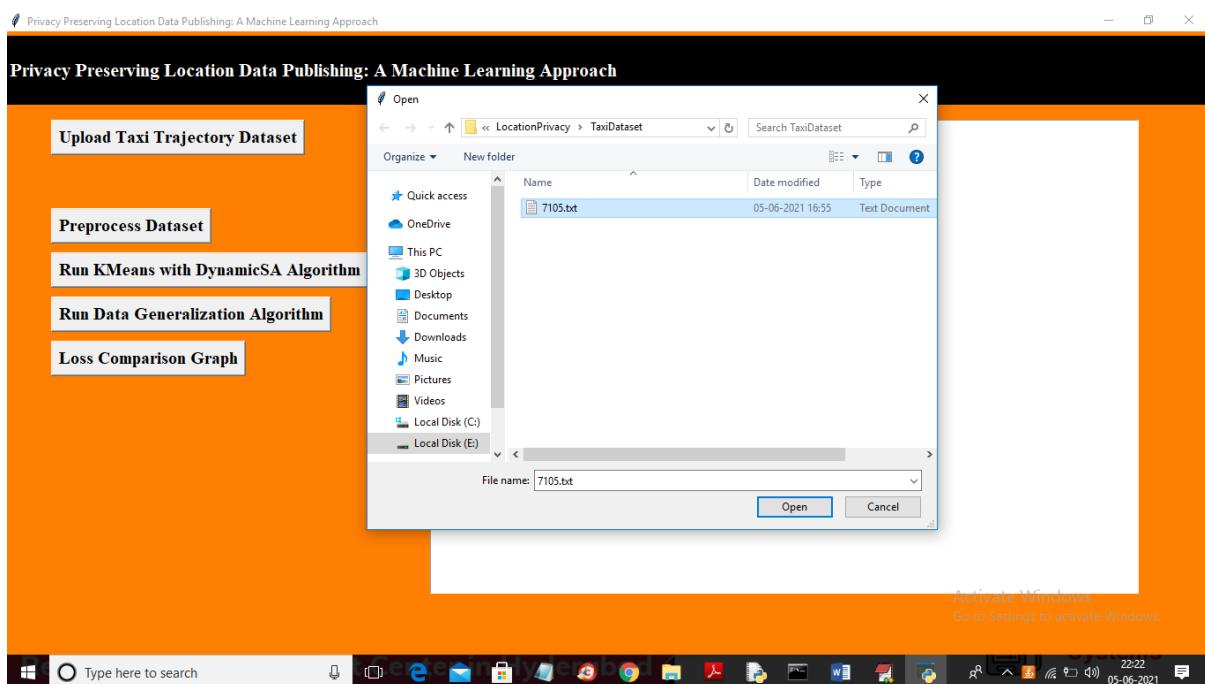 Privacy Preserving Location Data Publishing: A Machine Learning Approach
Privacy Preserving Location Data Publishing: A Machine Learning Approach
Upload Taxi Trajectory Dataset
Preprocess Dataset
Run KMeans with DynamicSA Algorithm
Run Data Generalization Algorithm
Loss Comparison Graph
Open
« LocationPrivacy > TaxiDataset
Search TaxiDataset
Organize
New folder
Name Date modified Type
7105.txt 05-06-2021 16:55 Text Document
Quick access
OneDrive
This PC
3D Objects
Desktop
Documents
Downloads
Music
Pictures
Videos
Local Disk (C:)
Local Disk (E:)
File name: 7105.txt
Open Cancel
Activate Windows
Go to Settings to activate Windows.
Type here to search
22:22
05-06-2021